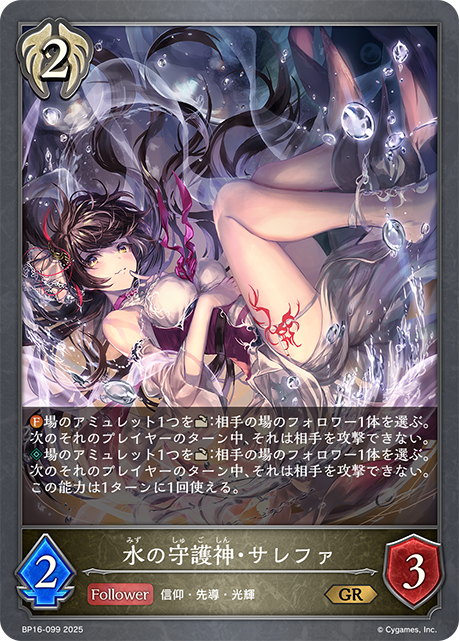 2
Ⓕ場のアミュレット1つを:相手の場のフォロワー1体を選ぶ。
次のそれのプレイヤーのターン中、それは相手を攻撃できない。
場のアミュレット1つを:相手の場のフォロワー1体を選ぶ。
次のそれのプレイヤーのターン中、それは相手を攻撃できない。
この能力は1ターンに1回使える。
みず しゅごしん
水の守護神・サレファ
2
Follower 信仰・先導・光輝 GR
3
BP16-099 2025 © Cygames, Inc.